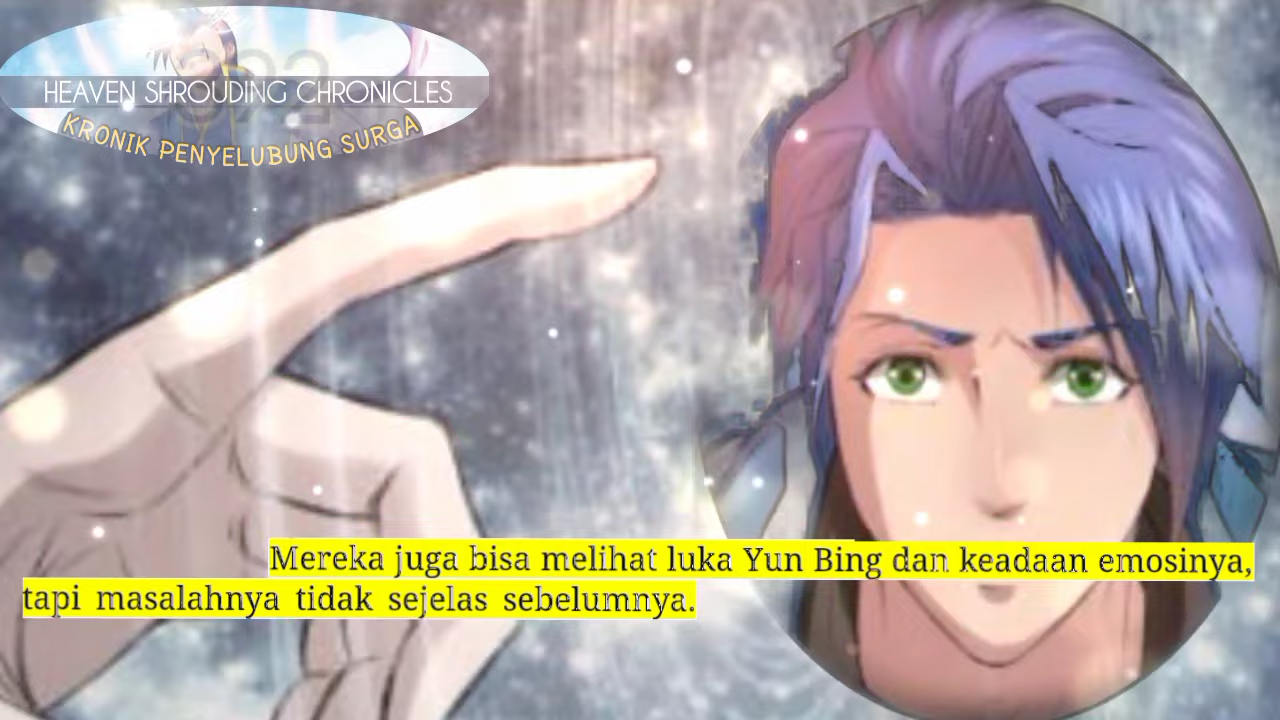 HEAVEN SHROUDING CHRONICLES
KRONIK PENYELUBUNG SURGA
Mereka juga bisa melihat luka Yun Bing dan keadaan emosinya,
tapi masalahnya tidak sejelas sebelumnya.